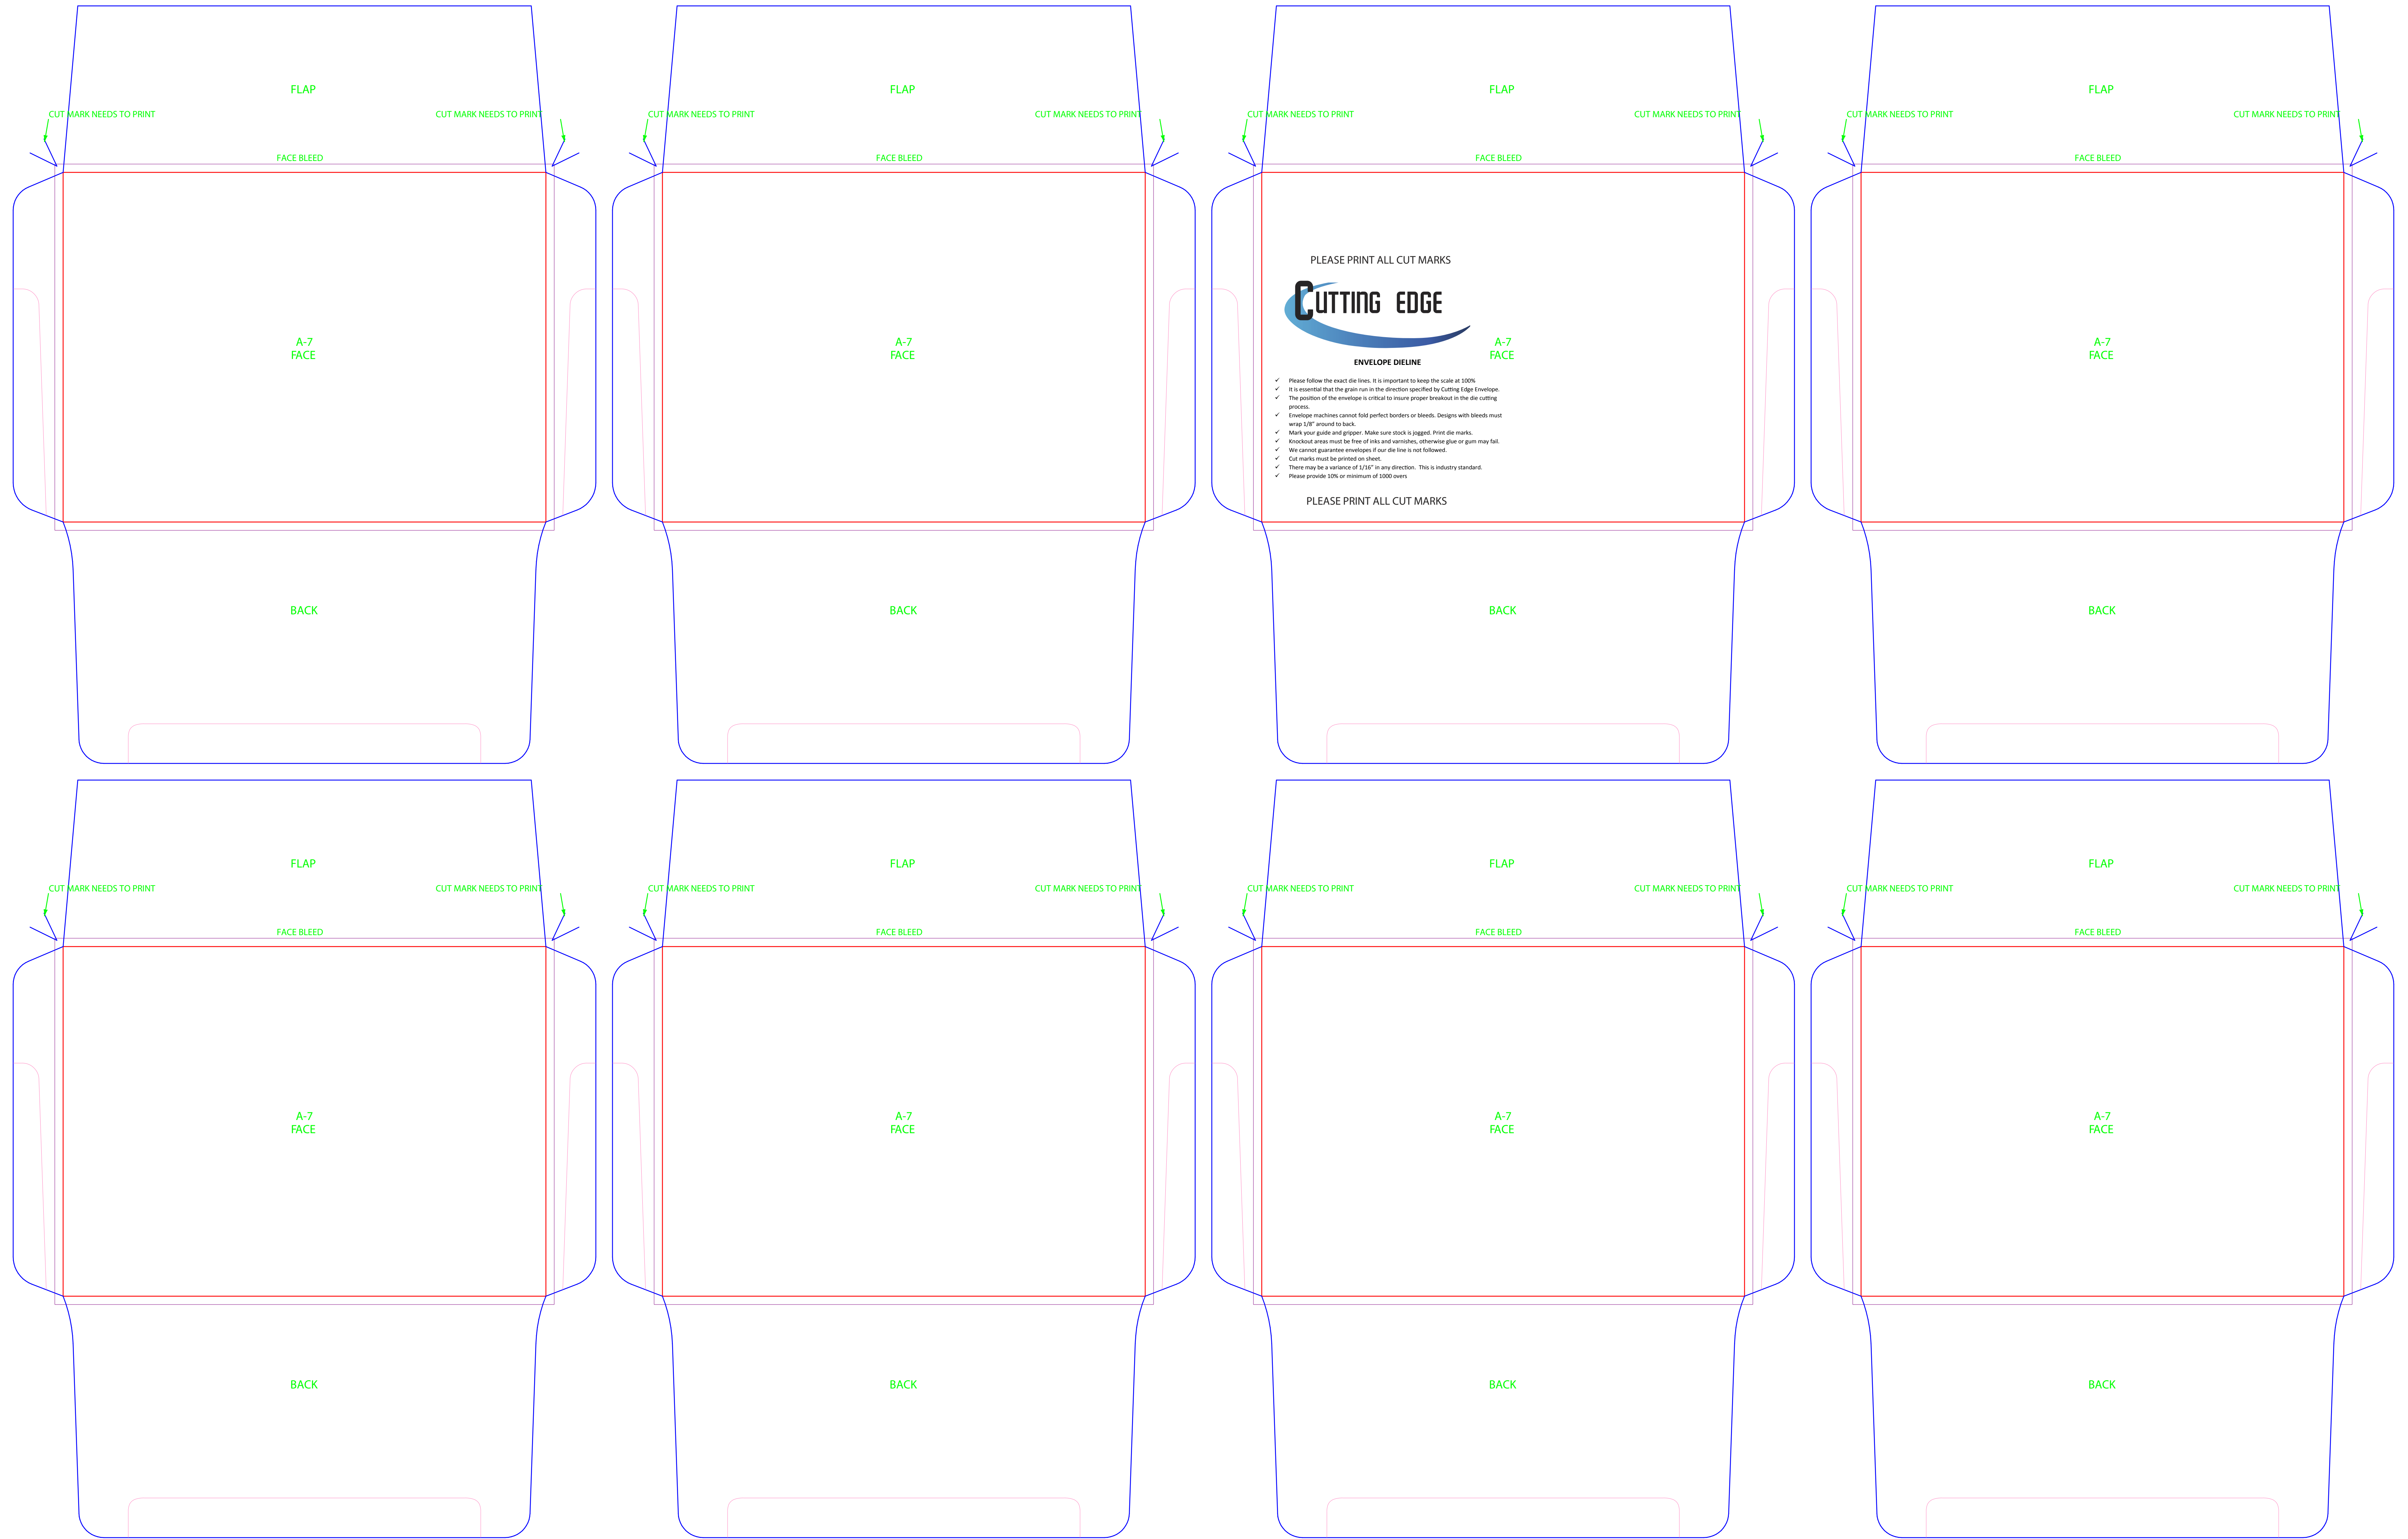 FLAP
CUT MARK NEEDS TO PRINT
CUT MARK NEEDS TO PRINT
FACE BLEED
A-7
FACE
BACK
FLAP
CUT MARK NEEDS TO PRINT
CUT MARK NEEDS TO PRINT
FACE BLEED
A-7
FACE
BACK
FLAP
CUT MARK NEEDS TO PRINT
CUT MARK NEEDS TO PRINT
FACE BLEED
PLEASE PRINT ALL CUT MARKS
CUTTING EDGE
A-7
FACE
ENVELOPE DIELINE
✓ Please follow the exact die lines. It is important to keep the scale at 100%
✓ It is essential that the grain run in the direction specified by Cutting Edge Envelope.
✓ The position of the envelope is critical to insure proper breakout in the die cutting
process.
✓ Envelope machines cannot fold perfect borders or bleeds. Designs with bleeds must
wrap 1/8" around to back.
✓ Mark your guide and gripper. Make sure stock is jogged. Print die marks.
✓ Knockout areas must be free of inks and varnishes, otherwise glue or gum may fail.
✓ We cannot guarantee envelopes if our die line is not followed.
✓ Cut marks must be printed on sheet.
✓ There may be a variance of 1/16" in any direction. This is industry standard.
✓ Please provide 10% or minimum of 1000 overs
PLEASE PRINT ALL CUT MARKS
BACK
FLAP
CUT MARK NEEDS TO PRINT
CUT MARK NEEDS TO PRINT
FACE BLEED
A-7
FACE
BACK
FLAP
CUT MARK NEEDS TO PRINT
CUT MARK NEEDS TO PRINT
FACE BLEED
A-7
FACE
BACK
FLAP
CUT MARK NEEDS TO PRINT
CUT MARK NEEDS TO PRINT
FACE BLEED
A-7
FACE
BACK
FLAP
CUT MARK NEEDS TO PRINT
CUT MARK NEEDS TO PRINT
FACE BLEED
A-7
FACE
BACK
FLAP
CUT MARK NEEDS TO PRINT
CUT MARK NEEDS TO PRINT
FACE BLEED
A-7
FACE
BACK